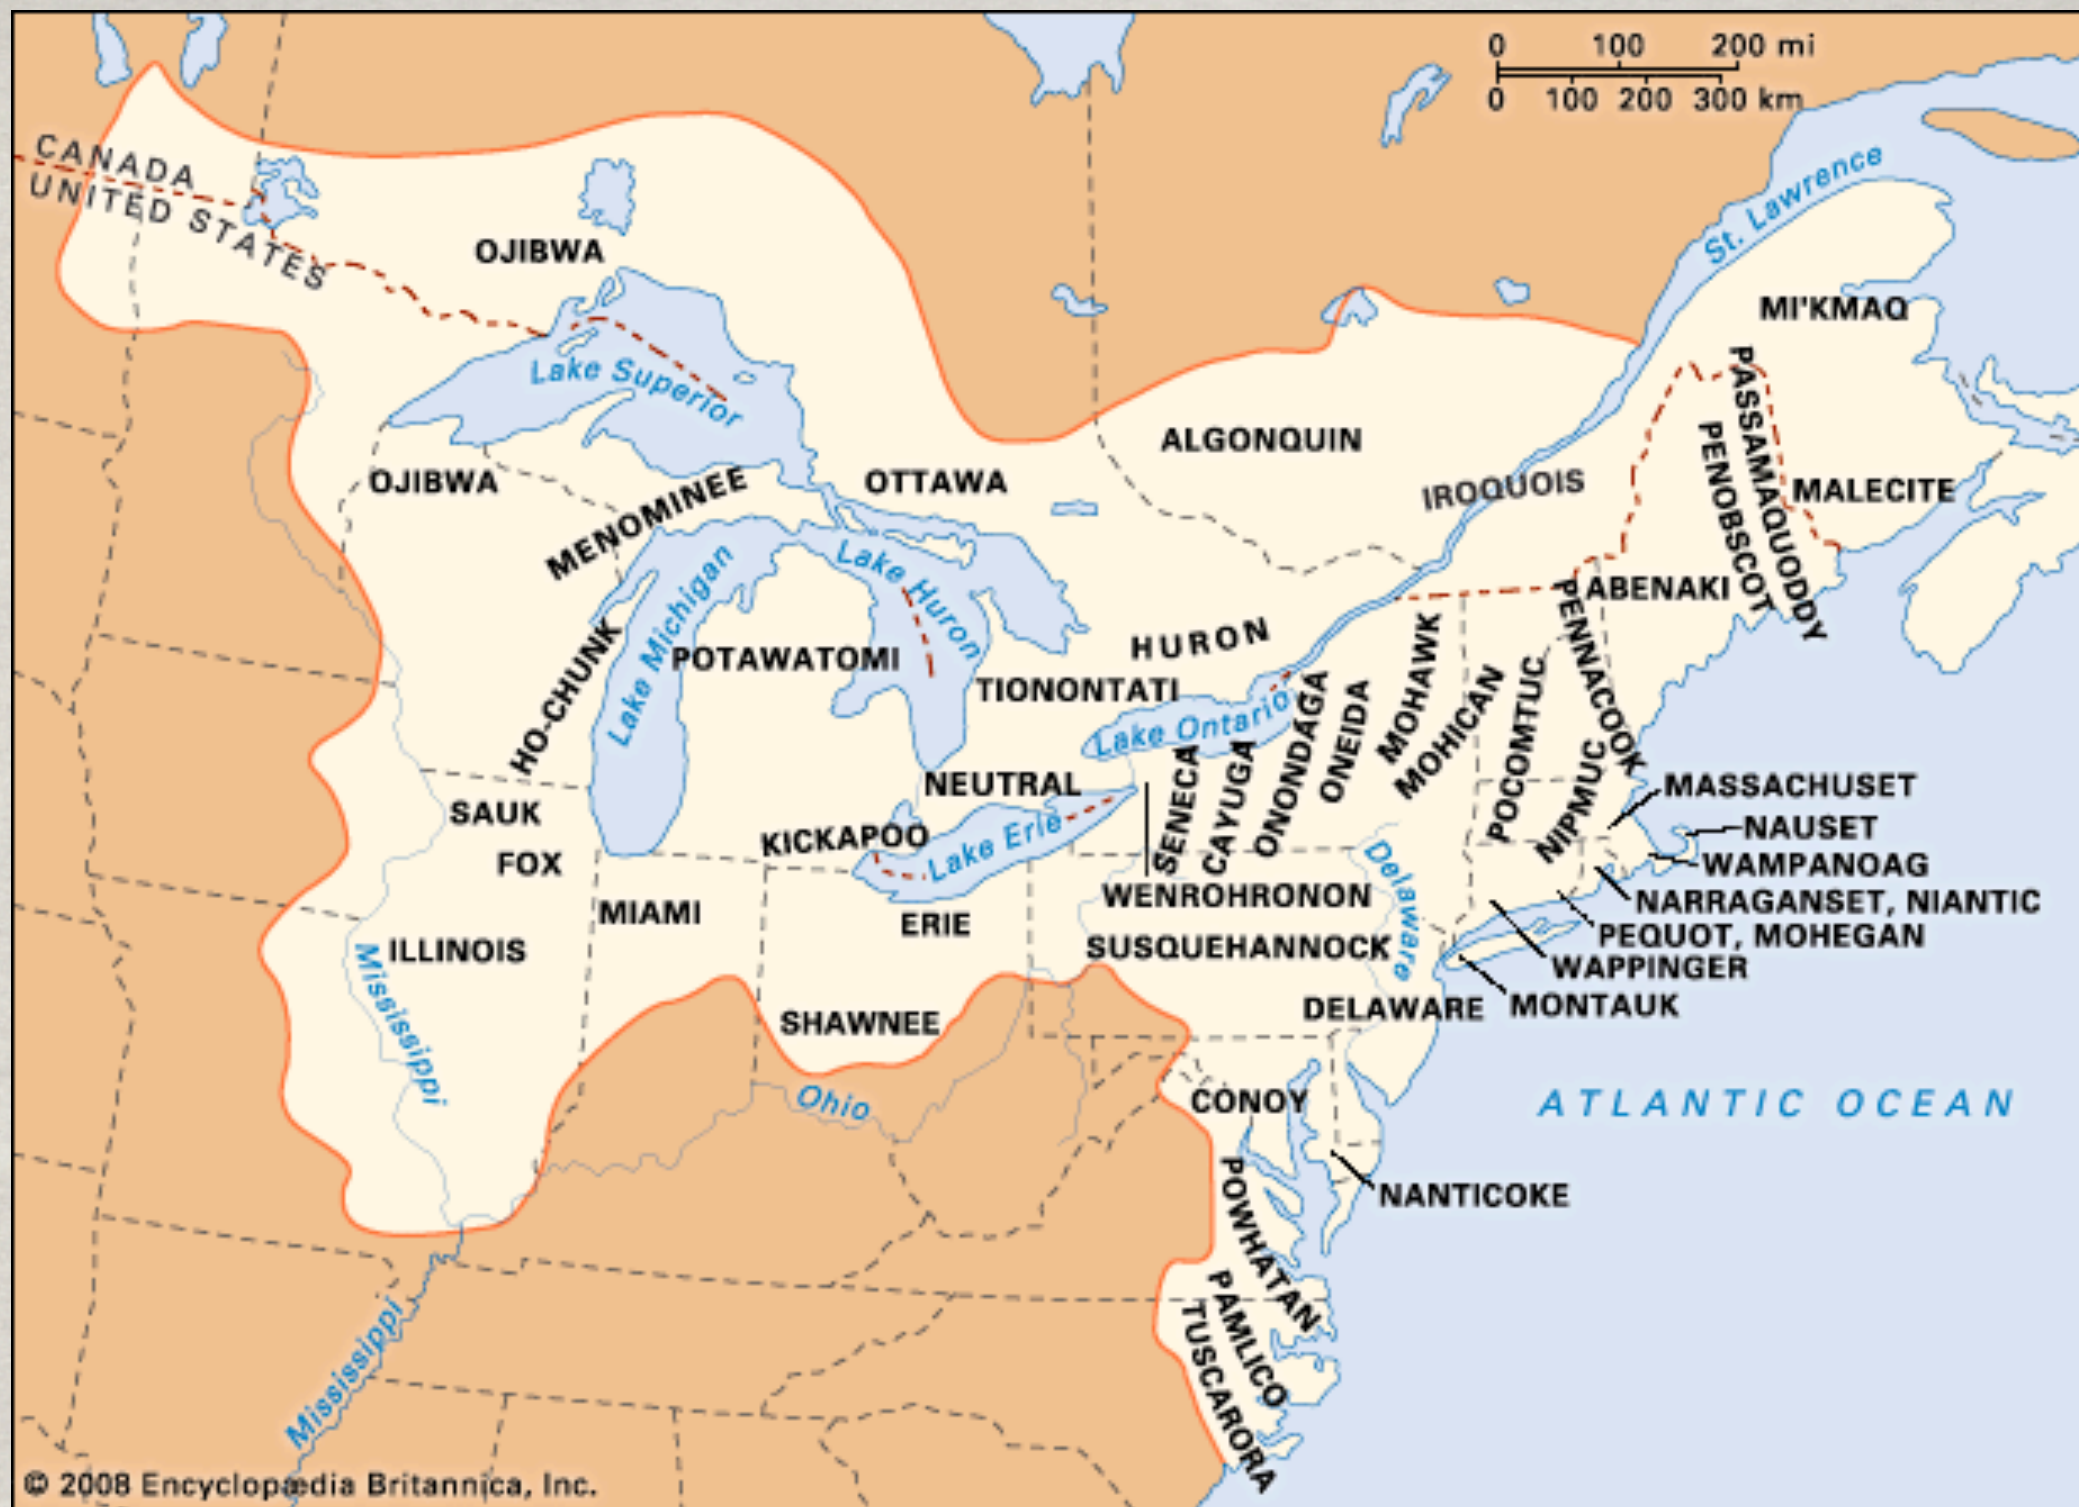 0 100 200 mi
0 100 200 300 km
CANADA
UNITED STATES
St. Lawrence
OJIBWA
MI'KMAQ
Lake Superior
PASSAMAQUODDY
PENOBSCOT
ALGONQUIN
OJIBWA
MENOMINEE
OTTAWA
IROQUOIS
MALECITE
Lake Michigan
Lake Huron
ABENAKI
PENNACOOK
HURON
HO-CHUNK
POTAWATOMI
TIONONTATI
Lake Ontario
MOHAWK
MOHICAN
POCOMTUC
NIPMUC
ONONDAGA
ONEIDA
SENECA
CAYUGA
NEUTRAL
MASSACHUSET
SAUK
NAUSET
KICKAPOO
Lake Erie
FOX
WAMPANOAG
Delaware
WENROHRONON
NARRAGANSET, NIANTIC
MIAMI
ERIE
PEQUOT, MOHEGAN
ILLINOIS
SUSQUEHANNOCK
WAPPINGER
Mississippi
SHAWNEE
DELAWARE
MONTAUK
Ohio
CONOY
ATLANTIC OCEAN
NANTICOKE
POWHATAN
PAMLICO
TUSCARORA
Mississippi
© 2008 Encyclopædia Britannica, Inc.